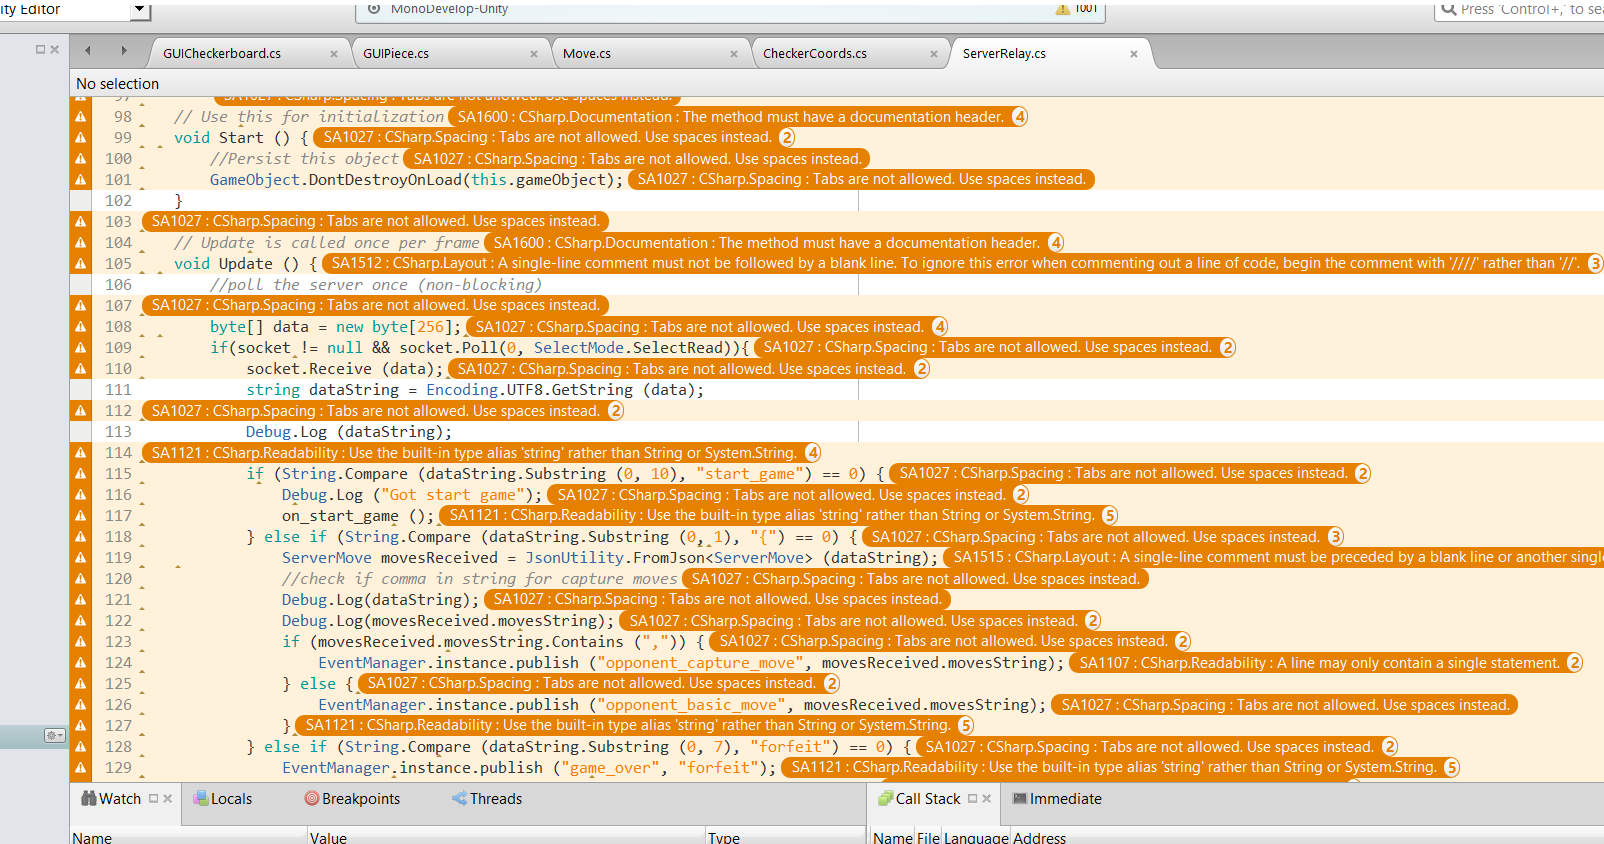 ity Editor
MonoDevelop-Unity
1001
Press 'Control+,' to sea
GUICheckerboard.cs × GUIPiece.cs × Move.cs × CheckerCoords.cs × ServerRelay.cs ×
No selection
97 SA1027 : CSharp.Spacing : Tabs are not allowed. Use spaces instead.
98 // Use this for initialization SA1600 : CSharp.Documentation : The method must have a documentation header. 4
99 void Start () { SA1027 : CSharp.Spacing : Tabs are not allowed. Use spaces instead. 2
100 //Persist this object SA1027 : CSharp.Spacing : Tabs are not allowed. Use spaces instead.
101 GameObject.DontDestroyOnLoad(this.gameObject); SA1027 : CSharp.Spacing : Tabs are not allowed. Use spaces instead.
102 }
103 SA1027 : CSharp.Spacing : Tabs are not allowed. Use spaces instead.
104 // Update is called once per frame SA1600 : CSharp.Documentation : The method must have a documentation header. 4
105 void Update () { SA1512 : CSharp.Layout : A single-line comment must not be followed by a blank line. To ignore this error when commenting out a line of code, begin the comment with '////' rather than '//'. 3
106 //poll the server once (non-blocking)
107 SA1027 : CSharp.Spacing : Tabs are not allowed. Use spaces instead.
108 byte[] data = new byte[256]; SA1027 : CSharp.Spacing : Tabs are not allowed. Use spaces instead. 4
109 if(socket != null && socket.Poll(0, SelectMode.SelectRead)){ SA1027 : CSharp.Spacing : Tabs are not allowed. Use spaces instead. 2
110 socket.Receive (data); SA1027 : CSharp.Spacing : Tabs are not allowed. Use spaces instead. 2
111 string dataString = Encoding.UTF8.GetString (data);
112 SA1027 : CSharp.Spacing : Tabs are not allowed. Use spaces instead. 2
113 Debug.Log (dataString);
114 SA1121 : CSharp.Readability : Use the built-in type alias 'string' rather than String or System.String. 4
115 if (String.Compare (dataString.Substring (0, 10), "start_game") == 0) { SA1027 : CSharp.Spacing : Tabs are not allowed. Use spaces instead. 2
116 Debug.Log ("Got start game"); SA1027 : CSharp.Spacing : Tabs are not allowed. Use spaces instead. 2
117 on_start_game (); SA1121 : CSharp.Readability : Use the built-in type alias 'string' rather than String or System.String. 5
118 } else if (String.Compare (dataString.Substring (0, 1), "{") == 0) { SA1027 : CSharp.Spacing : Tabs are not allowed. Use spaces instead. 3
119 ServerMove movesReceived = JsonUtility.FromJson<ServerMove> (dataString); SA1515 : CSharp.Layout : A single-line comment must be preceded by a blank line or another singl
120 //check if comma in string for capture moves SA1027 : CSharp.Spacing : Tabs are not allowed. Use spaces instead.
121 Debug.Log(dataString); SA1027 : CSharp.Spacing : Tabs are not allowed. Use spaces instead.
122 Debug.Log(movesReceived.movesString); SA1027 : CSharp.Spacing : Tabs are not allowed. Use spaces instead. 2
123 if (movesReceived.movesString.Contains (",")) { SA1027 : CSharp.Spacing : Tabs are not allowed. Use spaces instead. 2
124 EventManager.instance.publish ("opponent_capture_move", movesReceived.movesString); SA1107 : CSharp.Readability : A line may only contain a single statement. 2
125 } else { SA1027 : CSharp.Spacing : Tabs are not allowed. Use spaces instead. 2
126 EventManager.instance.publish ("opponent_basic_move", movesReceived.movesString); SA1027 : CSharp.Spacing : Tabs are not allowed. Use spaces instead.
127 } SA1121 : CSharp.Readability : Use the built-in type alias 'string' rather than String or System.String. 5
128 } else if (String.Compare (dataString.Substring (0, 7), "forfeit") == 0) { SA1027 : CSharp.Spacing : Tabs are not allowed. Use spaces instead. 2
129 EventManager.instance.publish ("game_over", "forfeit"); SA1121 : CSharp.Readability : Use the built-in type alias 'string' rather than String or System.String. 5
Watch × Locals Breakpoints Threads Call Stack × Immediate
Name Value Type Name File Language Address